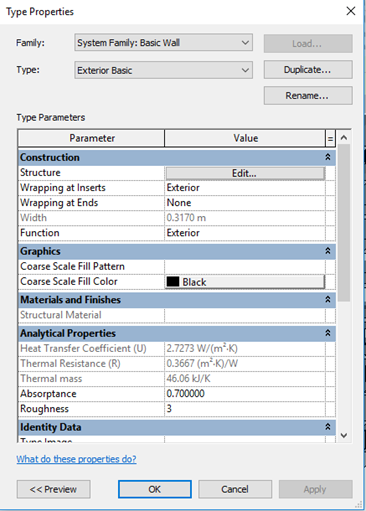 Type Properties
Family: System Family: Basic Wall Load...
Type: Exterior Basic Duplicate...
Rename...
Type Parameters
Parameter Value =
Construction
Structure Edit...
Wrapping at Inserts Exterior
Wrapping at Ends None
Width 0.3170 m
Function Exterior
Graphics
Coarse Scale Fill Pattern
Coarse Scale Fill Color Black
Materials and Finishes
Structural Material
Analytical Properties
Heat Transfer Coefficient (U) 2.7273 W/(m²·K)
Thermal Resistance (R) 0.3667 (m²·K)/W
Thermal mass 46.06 kJ/K
Absorptance 0.700000
Roughness 3
Identity Data
Type Image
What do these properties do?
<< Preview OK Cancel Apply